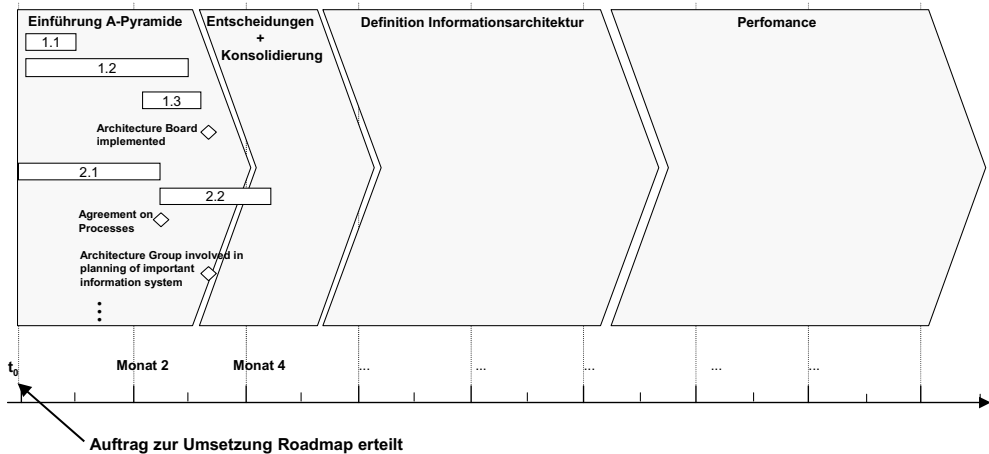 Einführung A-Pyramide
Entscheidungen
+
Konsolidierung
Definition Informationsarchitektur
Perfomance
1.1
1.2
1.3
Architecture Board
implemented
2.1
2.2
Agreement on
Processes
Architecture Group involved in
planning of important
information system
t0
Monat 2
Monat 4
...
...
...
...
...
Auftrag zur Umsetzung Roadmap erteilt